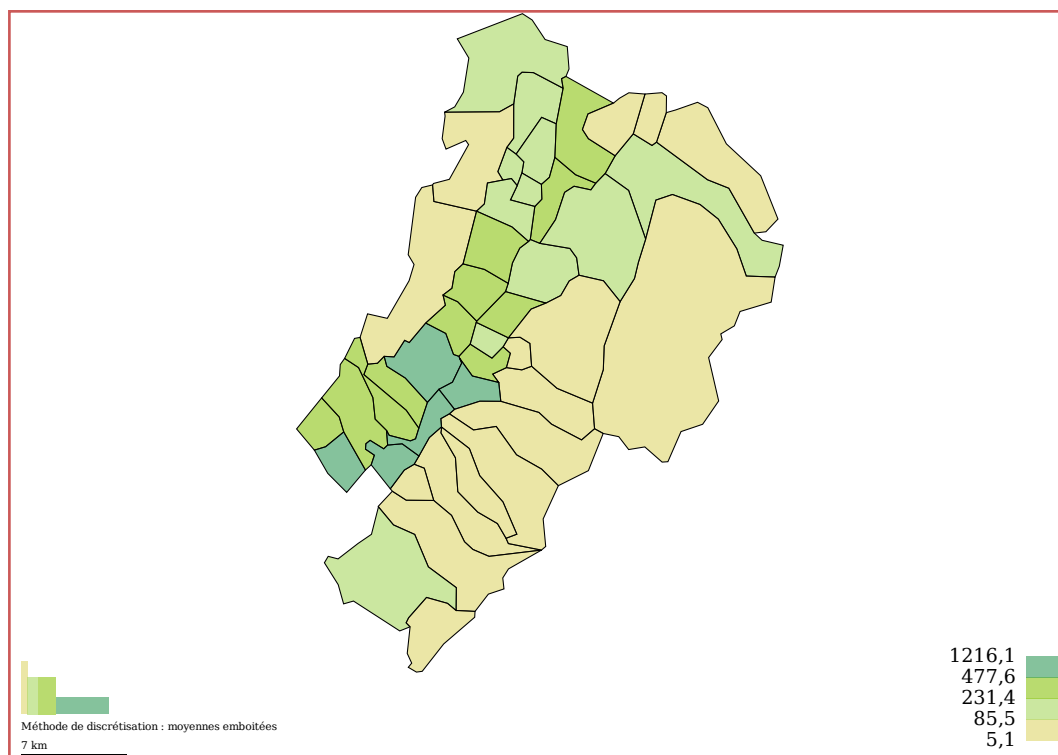 1216,1
477,6
231,4
85,5
5,1
Méthode de discrétisation : moyennes emboitées
7 km